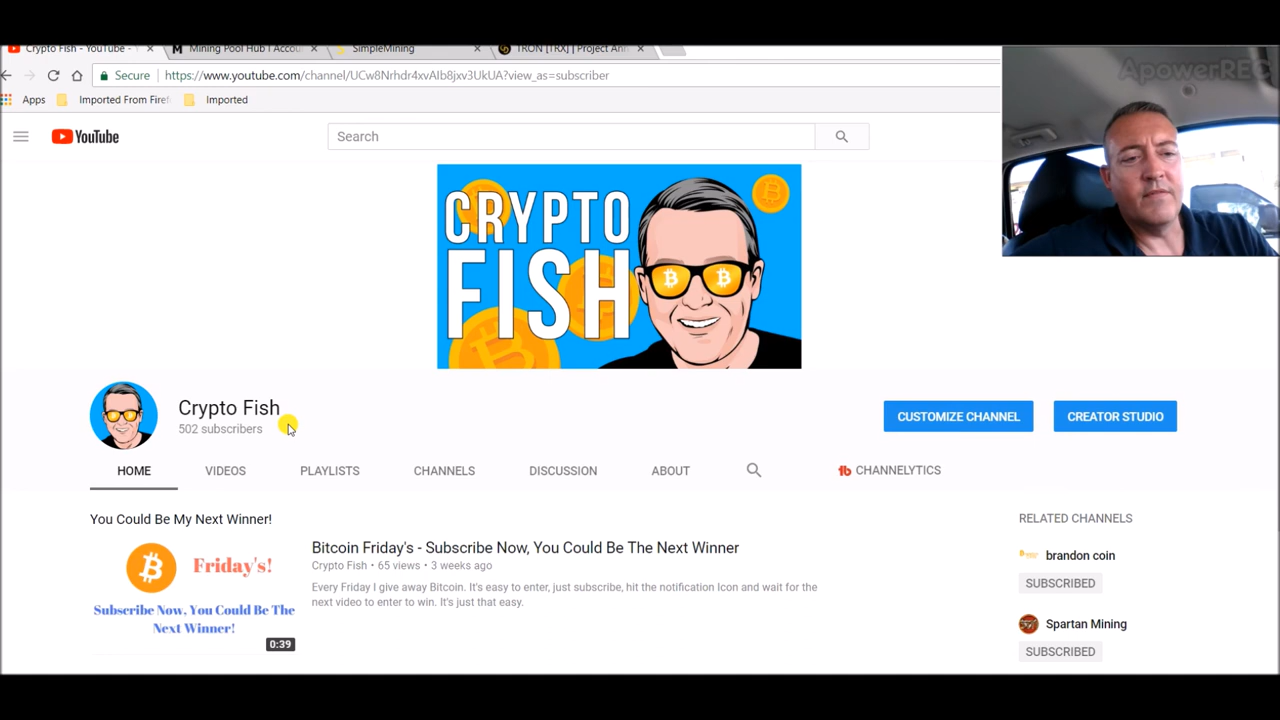 Crypto Fish - YouTube -
Mining Pool Hub : Accou
SimpleMining
TRON [TRX] | Project Ann
ApowerREC
Secure
https://www.youtube.com/channel/UCw8Nrhdr4xvAIb8jxv3UkUA?view_as=subscriber
Apps
Imported From Firef
Imported
YouTube
Search
CRYPTO
FISH
Crypto Fish
502 subscribers
CUSTOMIZE CHANNEL
CREATOR STUDIO
HOME
VIDEOS
PLAYLISTS
CHANNELS
DISCUSSION
ABOUT
CHANNELYTICS
You Could Be My Next Winner!
Friday's!
Subscribe Now, You Could Be The
Next Winner!
0:39
Bitcoin Friday's - Subscribe Now, You Could Be The Next Winner
Crypto Fish • 65 views • 3 weeks ago
Every Friday I give away Bitcoin. It's easy to enter, just subscribe, hit the notification Icon and wait for the
next video to enter to win. It's just that easy.
RELATED CHANNELS
brandon coin
SUBSCRIBED
Spartan Mining
SUBSCRIBED